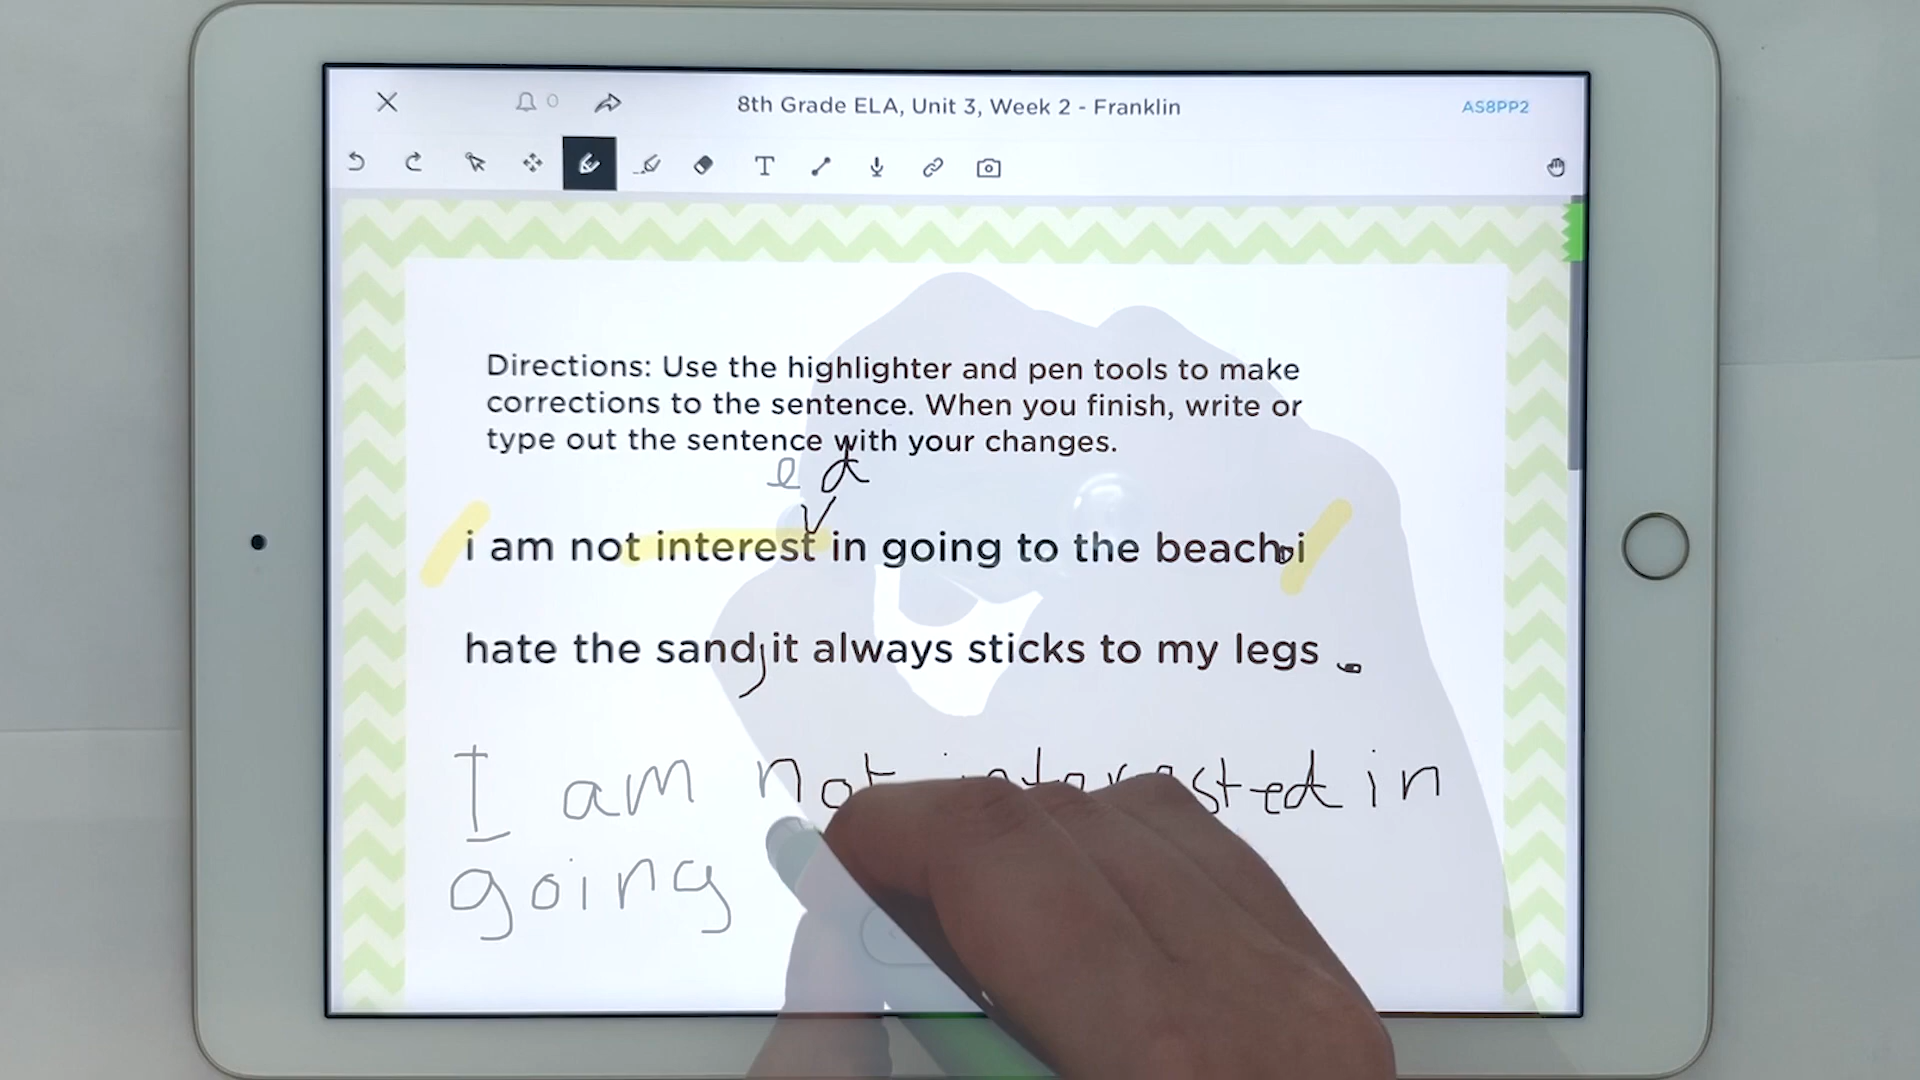 0
8th Grade ELA, Unit 3, Week 2 - Franklin
AS8PP2
T
Directions: Use the highlighter and pen tools to make
corrections to the sentence. When you finish, write or
type out the sentence with your changes.
ed
i am not interest in going to the beach. i
hate the sand, it always sticks to my legs .
I am not interested in
going